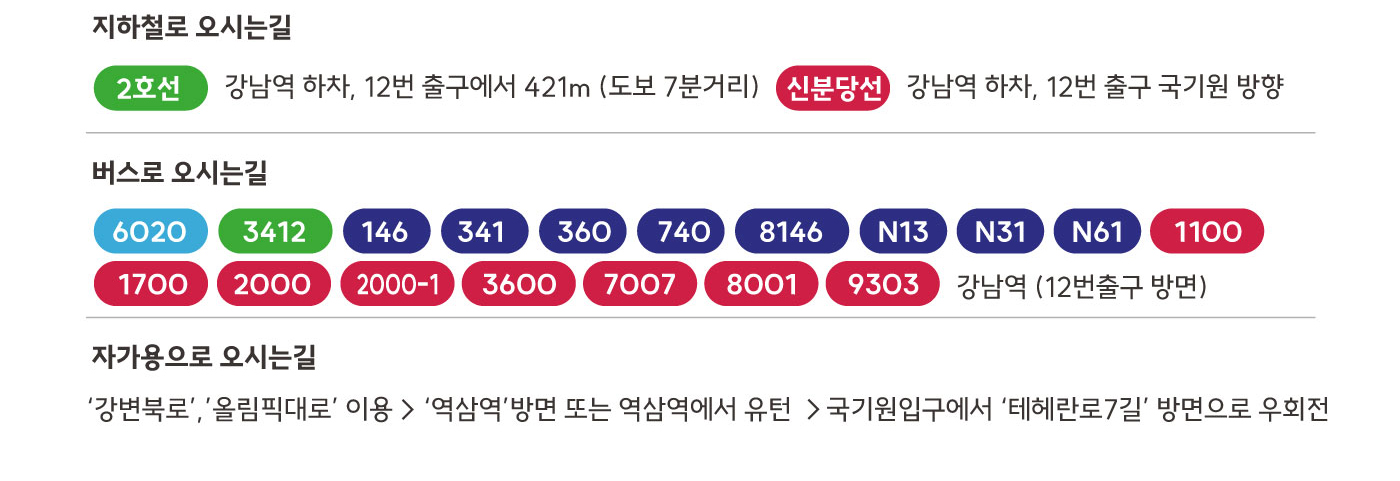 지하철로 오시는길
2호선 강남역 하차, 12번 출구에서 421m (도보 7분거리) 신분당선 강남역 하차, 12번 출구 국기원 방향
버스로 오시는길
6020 3412 146 341 360 740 8146 N13 N31 N61 1100
1700 2000 2000-1 3600 7007 8001 9303 강남역 (12번출구 방면)
자가용으로 오시는길
‘강변북로’,’올림픽대로’ 이용 > ‘역삼역’방면 또는 역삼역에서 유턴 > 국기원입구에서 ‘테헤란로7길’ 방면으로 우회전